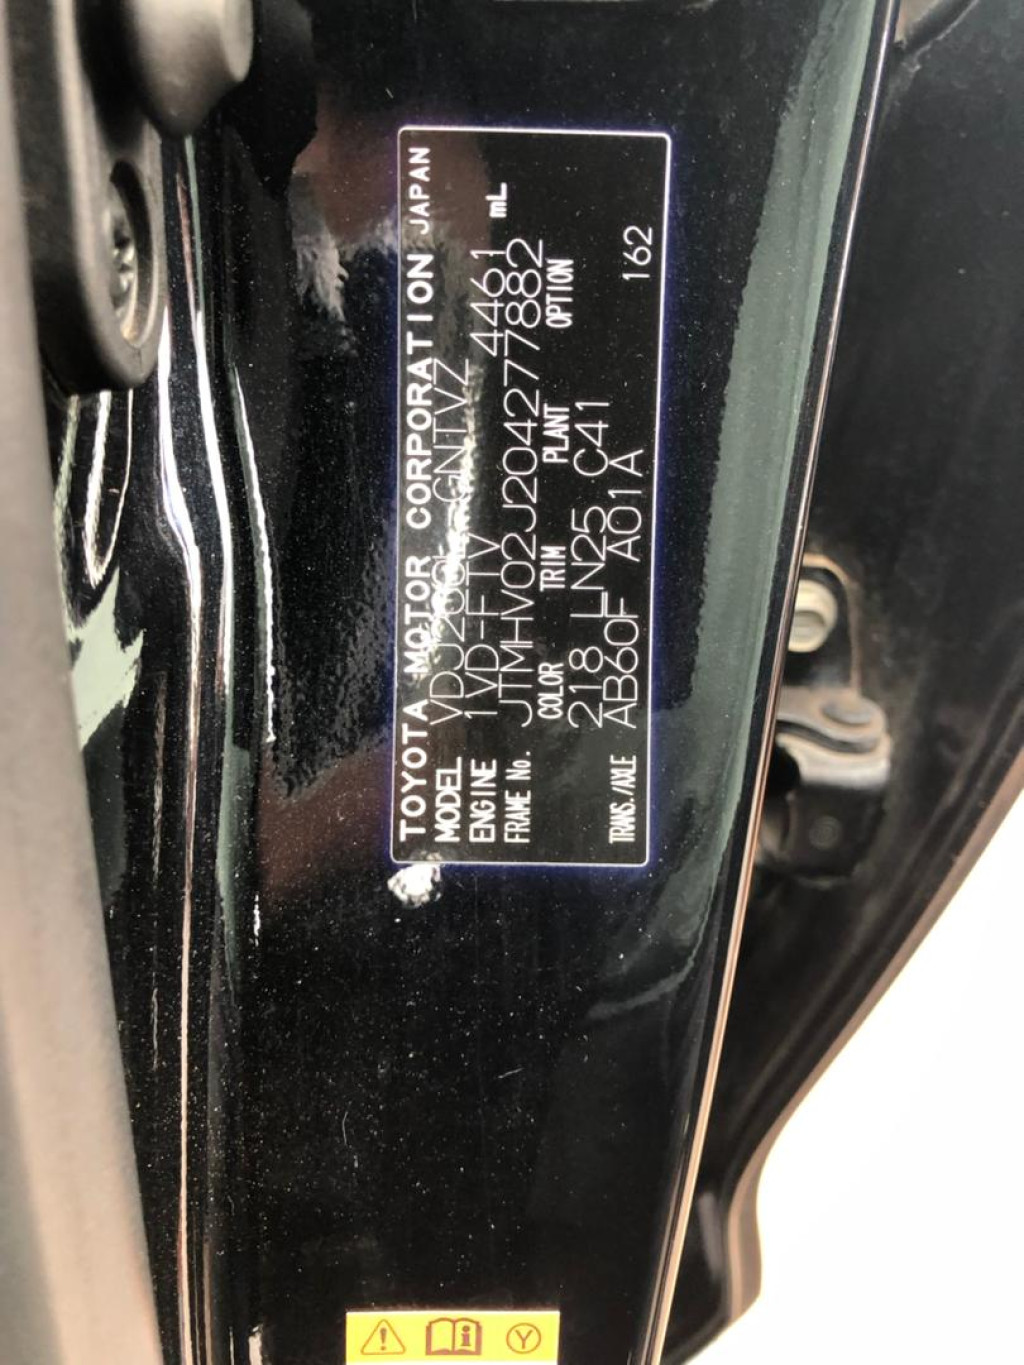 TOYOTA MOTOR CORPORATION JAPAN
MODEL VDJ200L-GNTVZ
ENGINE 1VD-FTV 4461 mL
FRAME No. JTMHV02J204277882
COLOR TRIM PLANT OPTION
218 LN25 C41
TRANS./AXLE AB60F A01A 162